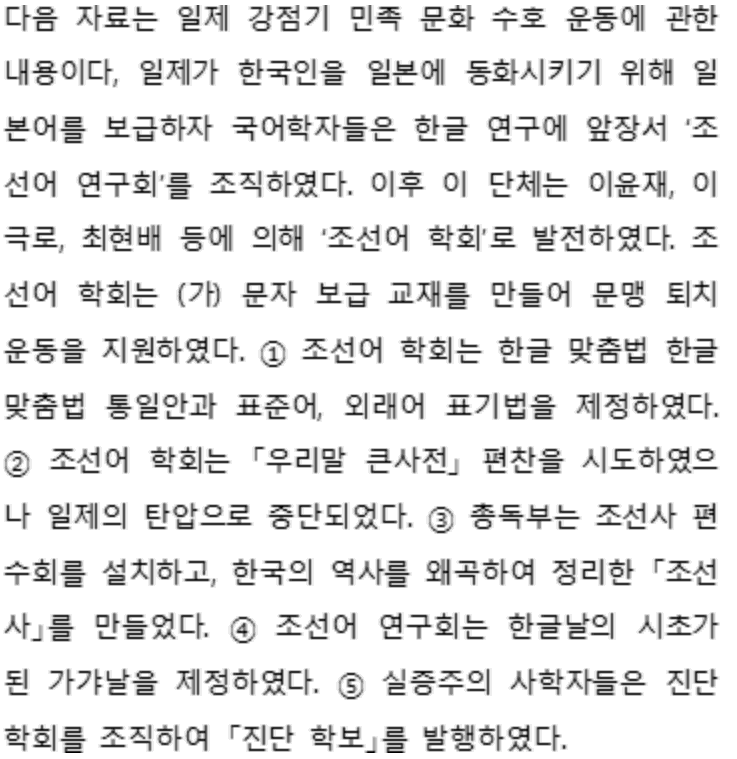 다음 자료는 일제 강점기 민족 문화 수호 운동에 관한
내용이다, 일제가 한국인을 일본에 동화시키기 위해 일
본어를 보급하자 국어학자들은 한글 연구에 앞장서 '조
선어 연구회'를 조직하였다. 이후 이 단체는 이윤재, 이
극로, 최현배 등에 의해 '조선어 학회'로 발전하였다. 조
선어 학회는 (가) 문자 보급 교재를 만들어 문맹 퇴치
운동을 지원하였다. ① 조선어 학회는 한글 맞춤법 한글
맞춤법 통일안과 표준어, 외래어 표기법을 제정하였다.
② 조선어 학회는「우리말 큰사전」편찬을 시도하였으
나 일제의 탄압으로 중단되었다. ③ 총독부는 조선사 편
수회를 설치하고, 한국의 역사를 왜곡하여 정리한「조선
사」를 만들었다. ④ 조선어 연구회는 한글날의 시초가
된 가갸날을 제정하였다. ⑤ 실증주의 사학자들은 진단
학회를 조직하여「진단 학보」를 발행하였다.